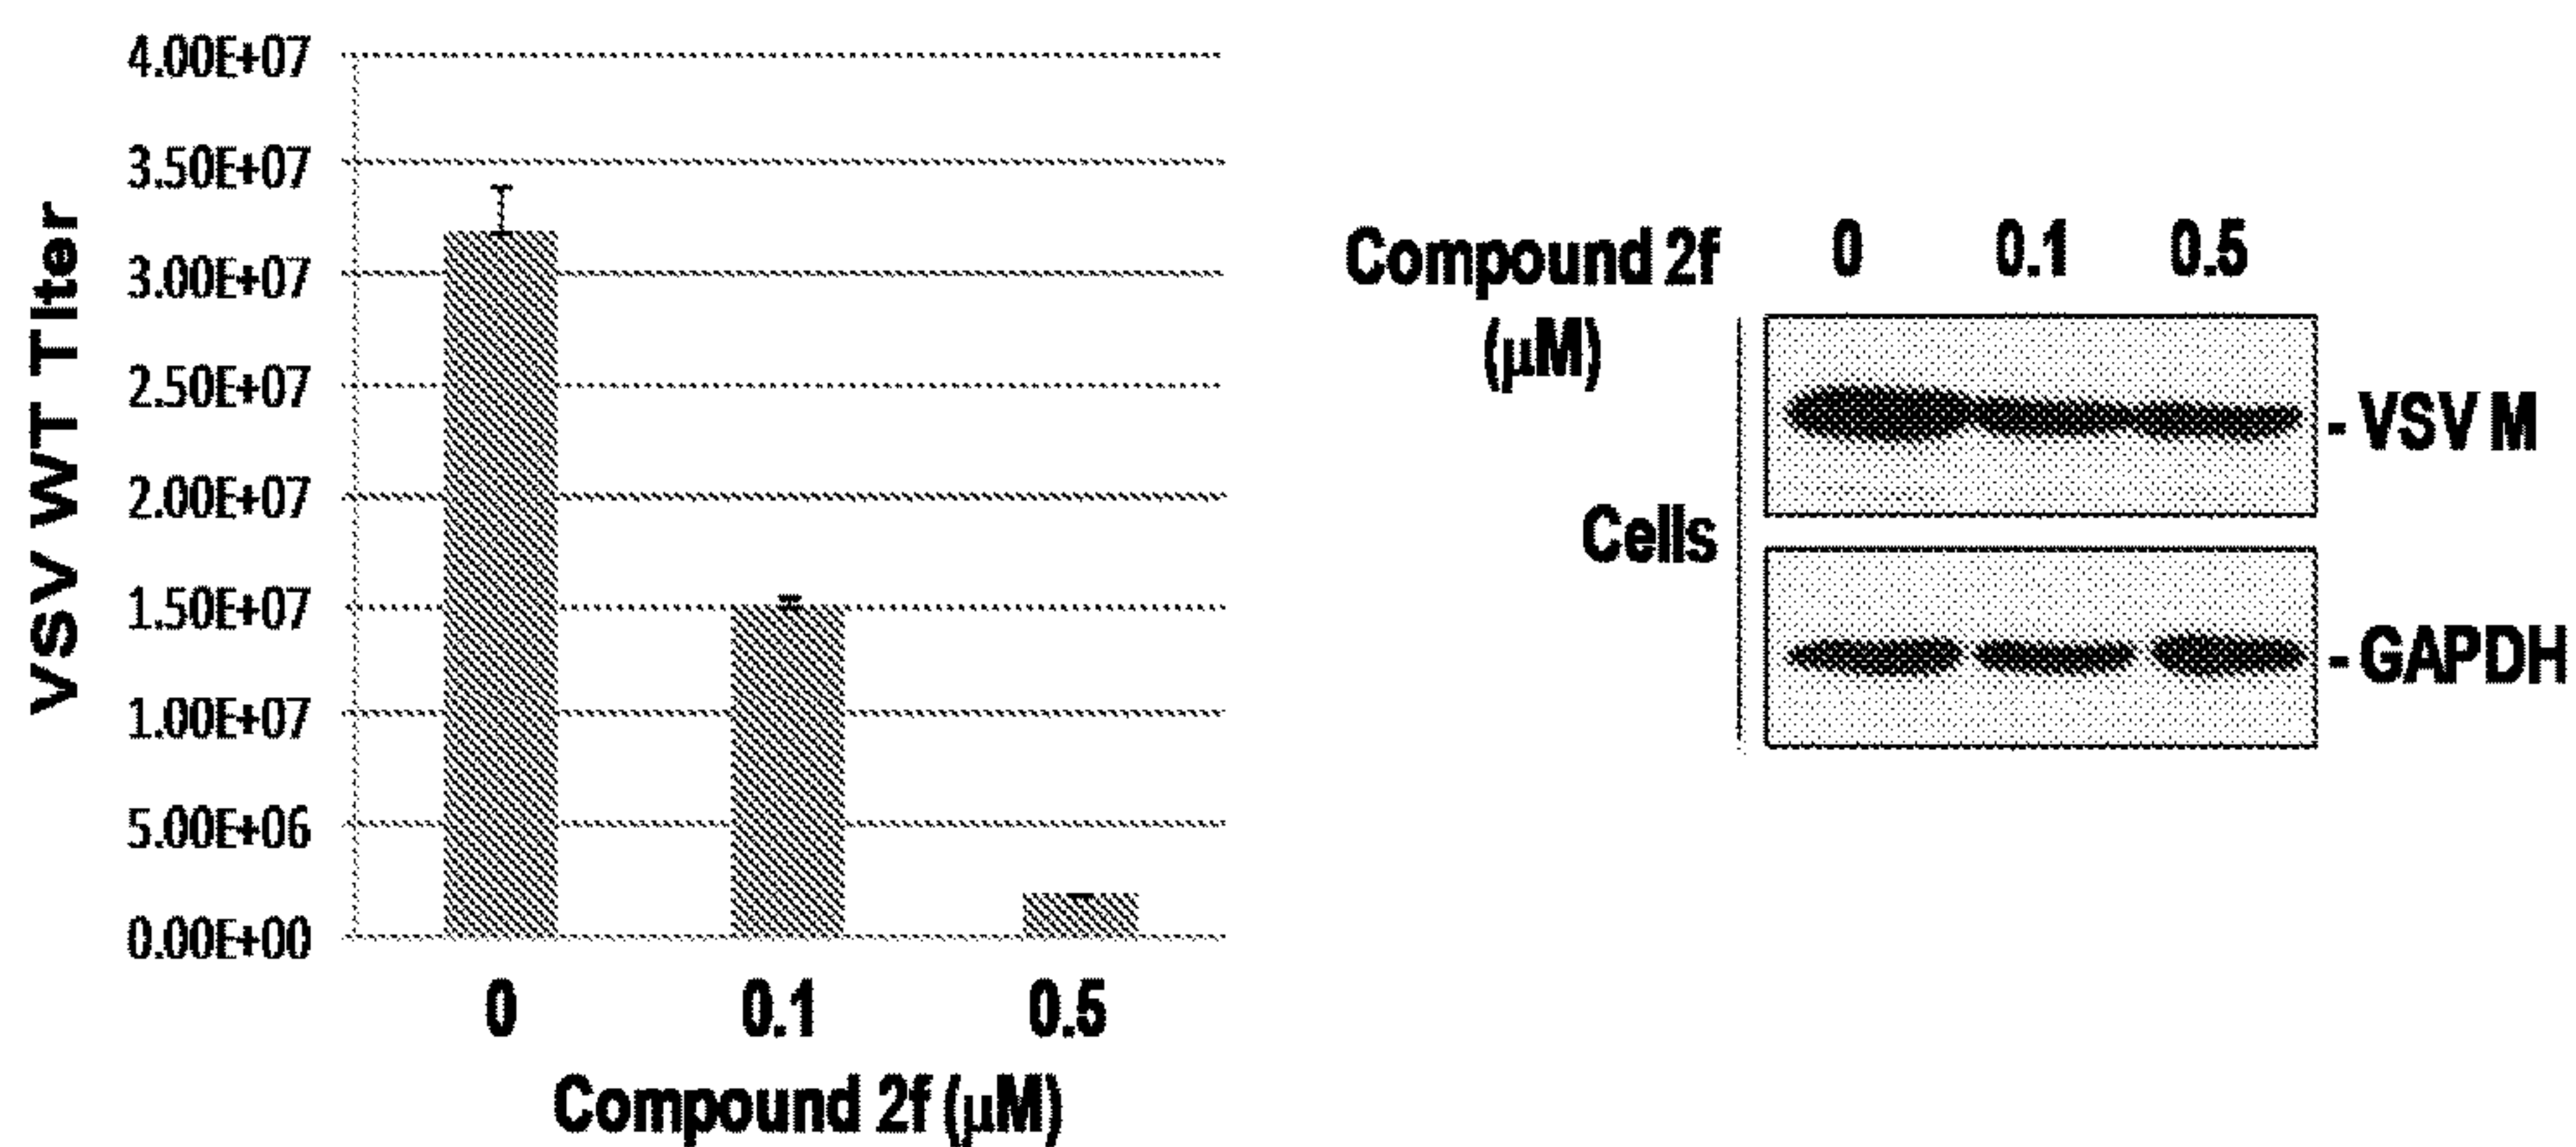 VSV WT TIter
4.00E+07
3.50E+07
3.00E+07
2.50E+07
2.00E+07
1.50E+07
1.00E+07
5.00E+06
0.00E+00
0 0.1 0.5
Compound 2f (μM)
Compound 2f 0 0.1 0.5
(μM)
Cells
- VSV M
- GAPDH